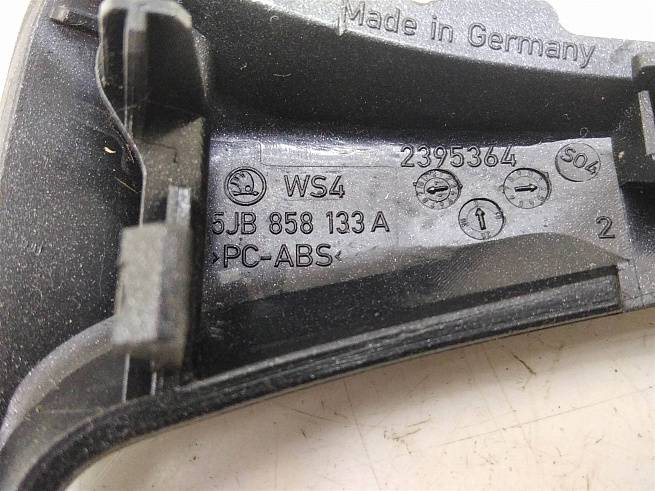 Made in Germany
2395364
S04
WS4
5JB 858 133 A
2
>PC-ABS<